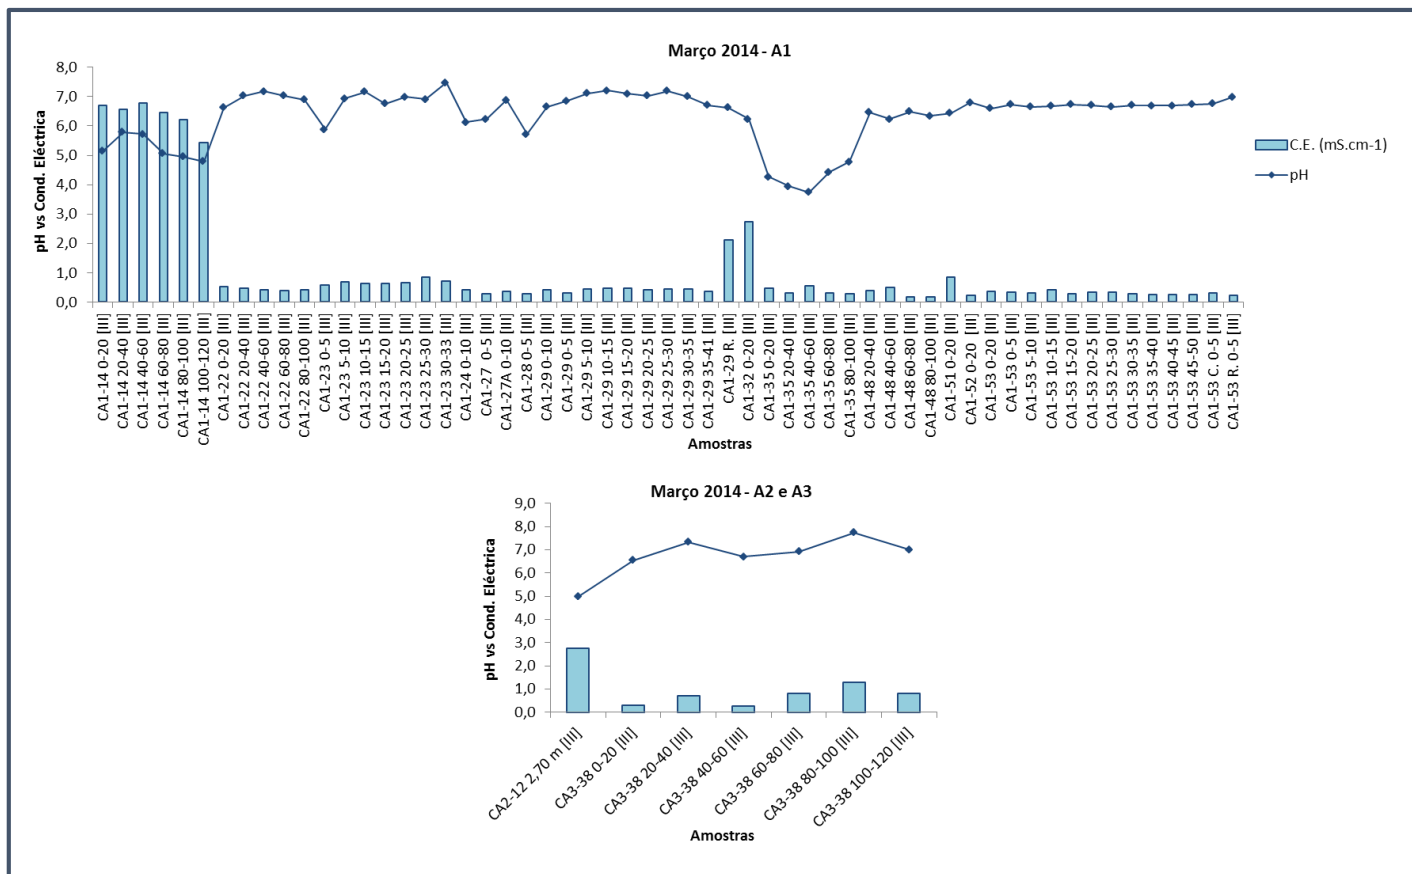 Março 2014 - A1
8,0
7,0
6,0
5,0
4,0
3,0
2,0
1,0
0,0
pH vs Cond. Eléctrica
CA1-14 0-20 [III]
CA1-14 20-40 [III]
CA1-14 40-60 [III]
CA1-14 60-80 [III]
CA1-14 80-100 [III]
CA1-14 100-120 [III]
CA1-22 0-20 [III]
CA1-22 20-40 [III]
CA1-22 40-60 [III]
CA1-22 60-80 [III]
CA1-22 80-100 [III]
CA1-23 0-5 [III]
CA1-23 5-10 [III]
CA1-23 10-15 [III]
CA1-23 15-20 [III]
CA1-23 20-25 [III]
CA1-23 25-30 [III]
CA1-23 30-33 [III]
CA1-24 0-10 [III]
CA1-27 0-5 [III]
CA1-27A 0-10 [III]
CA1-28 0-5 [III]
CA1-29 0-10 [III]
CA1-29 0-5 [III]
CA1-29 5-10 [III]
CA1-29 10-15 [III]
CA1-29 15-20 [III]
CA1-29 20-25 [III]
CA1-29 25-30 [III]
CA1-29 30-35 [III]
CA1-29 35-41 [III]
CA1-29 R. [III]
CA1-32 0-20 [III]
CA1-35 0-20 [III]
CA1-35 20-40 [III]
CA1-35 40-60 [III]
CA1-35 60-80 [III]
CA1-35 80-100 [III]
CA1-48 20-40 [III]
CA1-48 40-60 [III]
CA1-48 60-80 [III]
CA1-48 80-100 [III]
CA1-51 0-20 [III]
CA1-52 0-20 [III]
CA1-53 0-20 [III]
CA1-53 0-5 [III]
CA1-53 5-10 [III]
CA1-53 10-15 [III]
CA1-53 15-20 [III]
CA1-53 20-25 [III]
CA1-53 25-30 [III]
CA1-53 30-35 [III]
CA1-53 35-40 [III]
CA1-53 40-45 [III]
CA1-53 45-50 [III]
CA1-53 C. 0-5 [III]
CA1-53 R. 0-5 [III]
Amostras
C.E. (mS.cm-1)
pH
Março 2014 - A2 e A3
9,0
8,0
7,0
6,0
5,0
4,0
3,0
2,0
1,0
0,0
pH vs Cond. Eléctrica
CA2-12 2,70 m [III]
CA3-38 0-20 [III]
CA3-38 20-40 [III]
CA3-38 40-60 [III]
CA3-38 60-80 [III]
CA3-38 80-100 [III]
CA3-38 100-120 [III]
Amostras